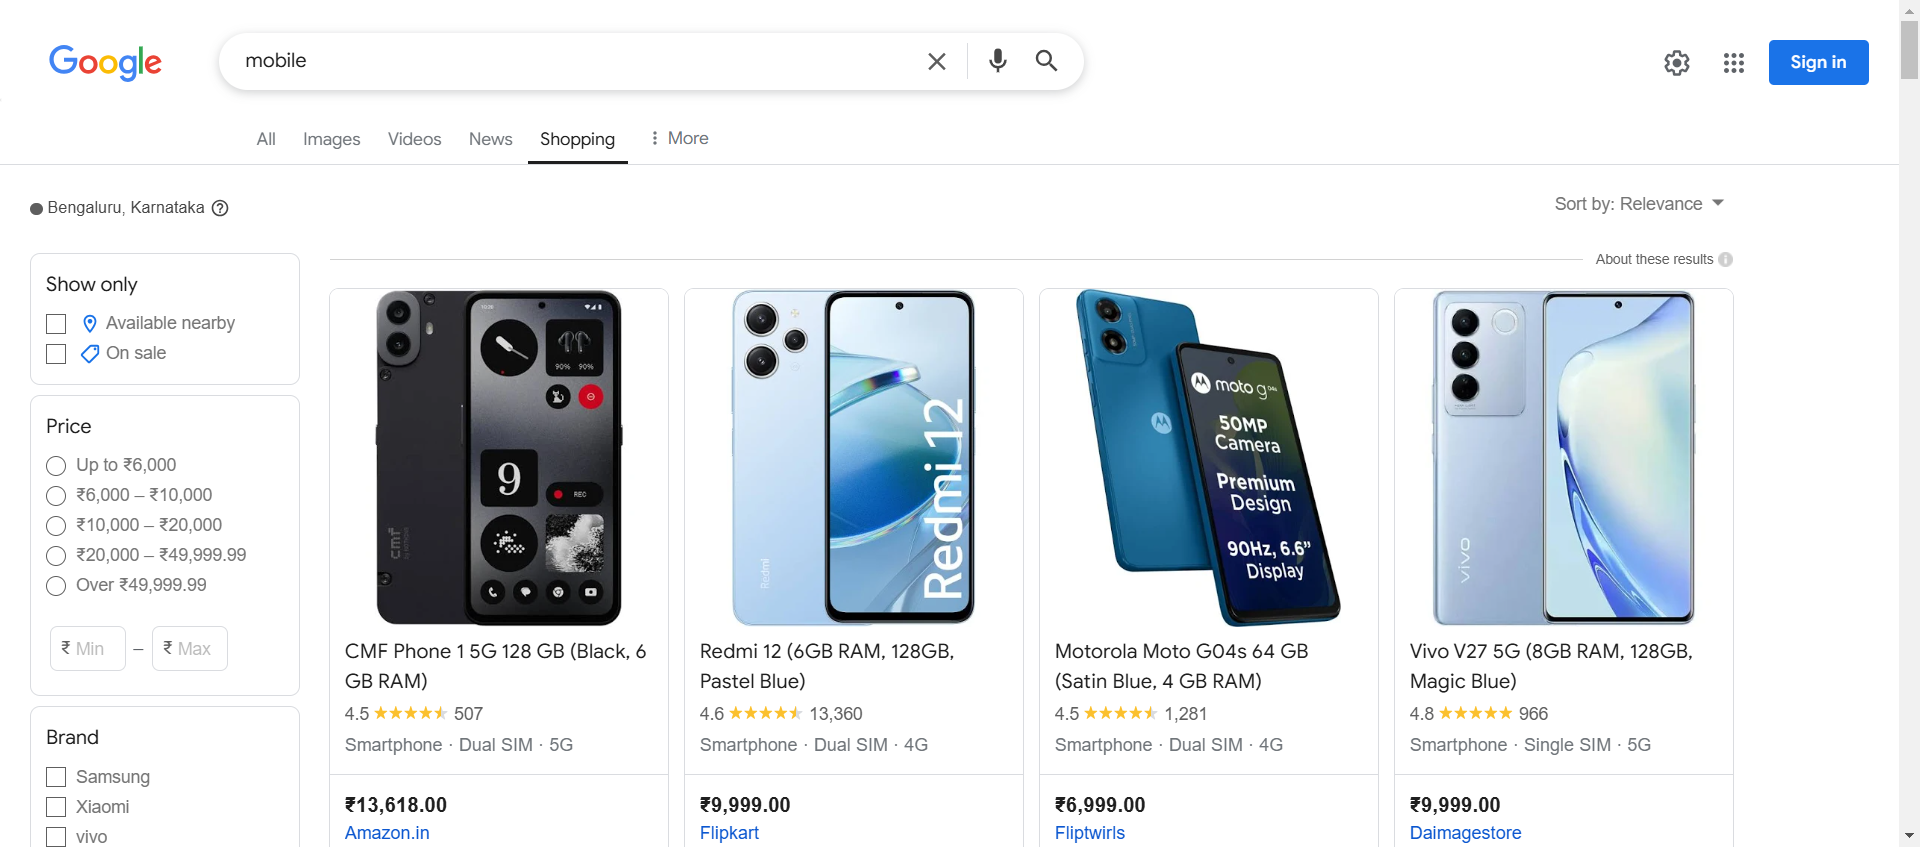 Google
mobile
Sign in
All
Images
Videos
News
Shopping
More
Bengaluru, Karnataka
Sort by: Relevance
About these results
Show only
Available nearby
On sale
Price
Up to ₹6,000
₹6,000 – ₹10,000
₹10,000 – ₹20,000
₹20,000 – ₹49,999.99
Over ₹49,999.99
₹ Min – ₹ Max
Brand
Samsung
Xiaomi
vivo
90% 90%
9
REC
cmf
CMF Phone 1 5G 128 GB (Black, 6
GB RAM)
4.5 507
Smartphone · Dual SIM · 5G
₹13,618.00
Amazon.in
Redmi
Redmi 12
Redmi 12 (6GB RAM, 128GB,
Pastel Blue)
4.6 13,360
Smartphone · Dual SIM · 4G
₹9,999.00
Flipkart
moto g04s
50MP
Camera
Premium
Design
90Hz, 6.6”
Display
Motorola Moto G04s 64 GB
(Satin Blue, 4 GB RAM)
4.5 1,281
Smartphone · Dual SIM · 4G
₹6,999.00
Fliptwirls
vivo
Vivo V27 5G (8GB RAM, 128GB,
Magic Blue)
4.8 966
Smartphone · Single SIM · 5G
₹9,999.00
Daimagestore